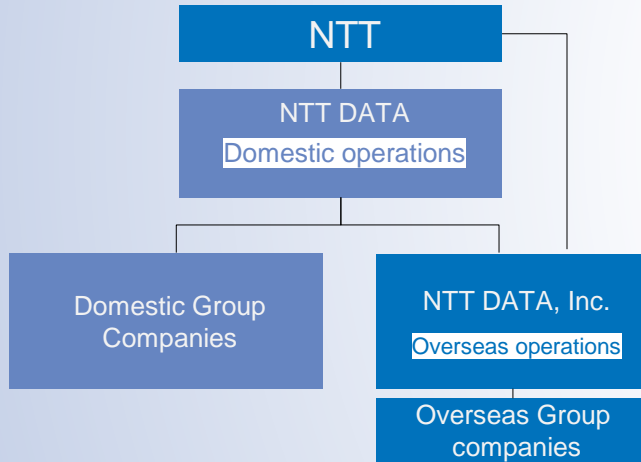 NTT
NTT DATA
Domestic operations
Domestic Group
Companies
NTT DATA, Inc.
Overseas operations
Overseas Group
companies